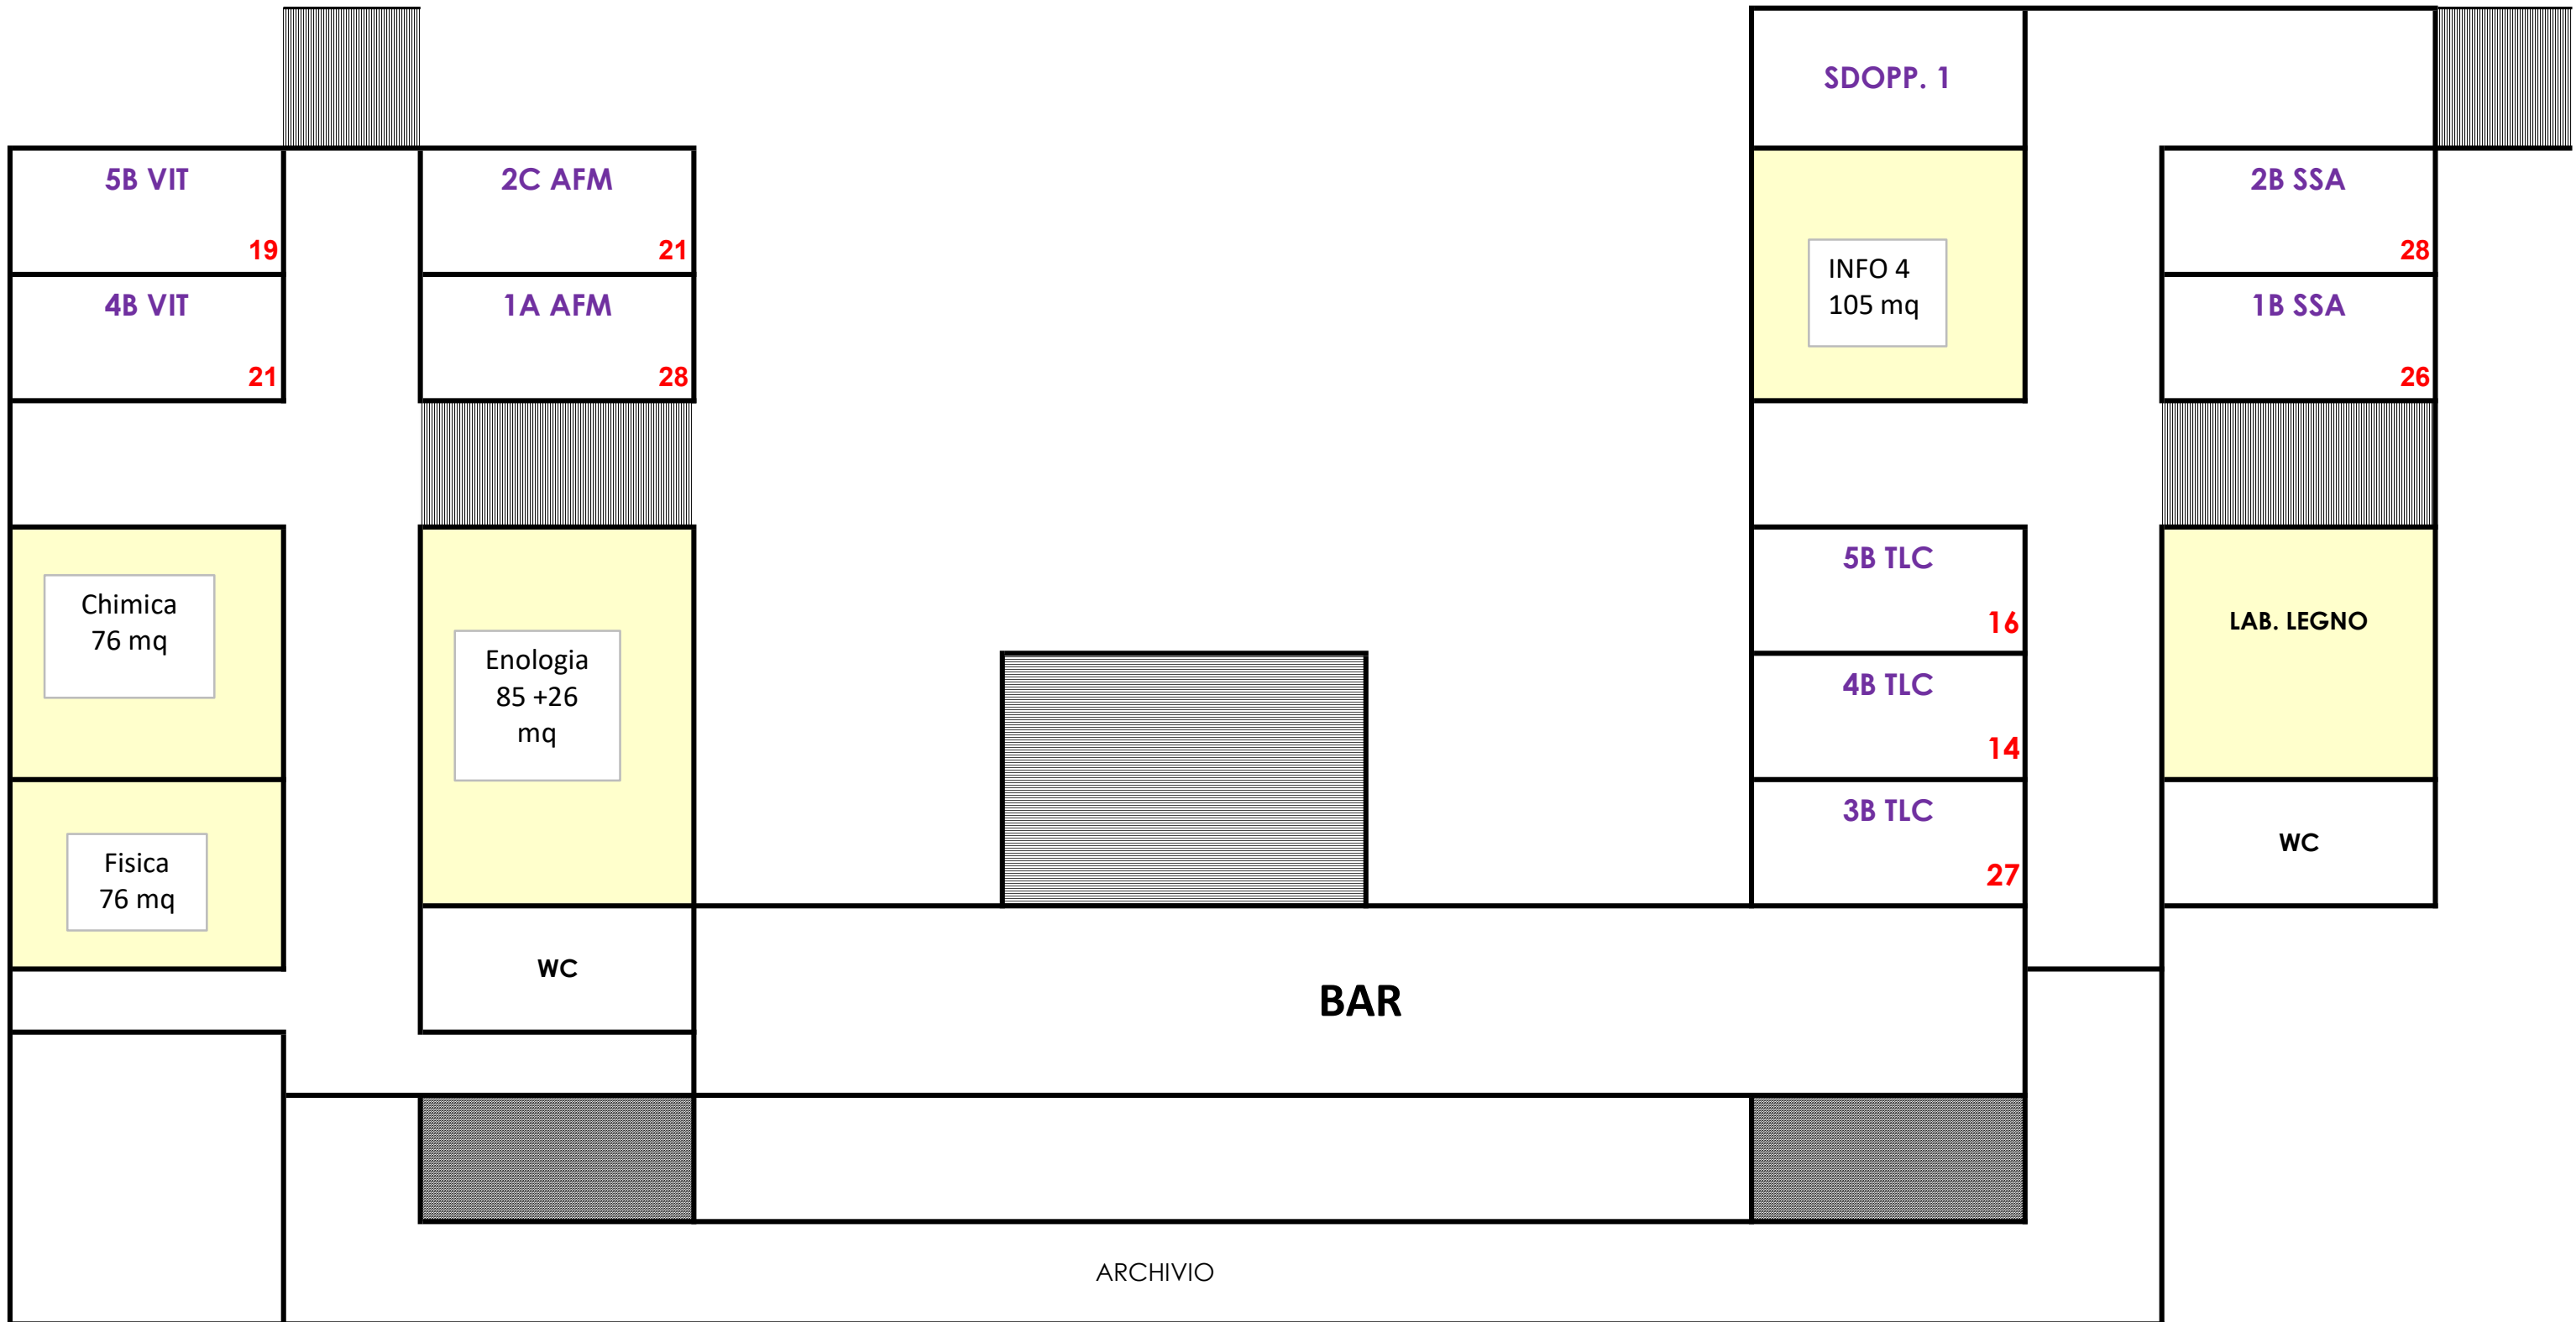 SDOPP. 1
5B VIT
19
2C AFM
21
2B SSA
28
INFO 4
105 mq
4B VIT
21
1A AFM
28
1B SSA
26
Chimica
76 mq
Enologia
85 +26
mq
5B TLC
16
LAB. LEGNO
4B TLC
14
Fisica
76 mq
3B TLC
27
WC
WC
BAR
ARCHIVIO